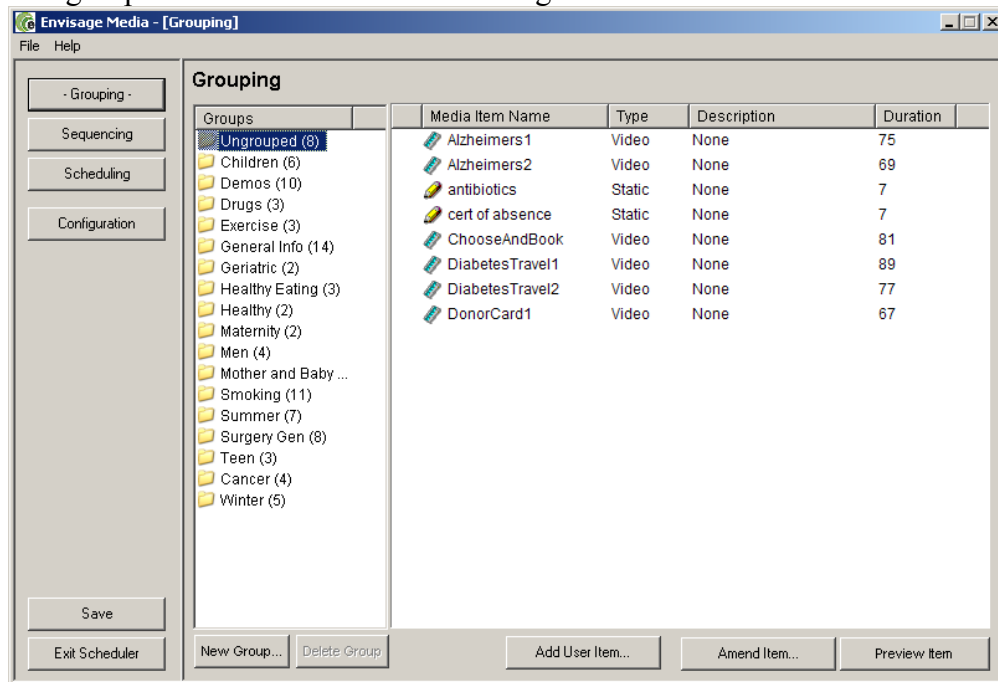 Envisage Media - [Grouping]
File Help
- Grouping -
Sequencing
Scheduling
Configuration
Save
Exit Scheduler
Grouping
Groups
Ungrouped (8)
Children (6)
Demos (10)
Drugs (3)
Exercise (3)
General Info (14)
Geriatric (2)
Healthy Eating (3)
Healthy (2)
Maternity (2)
Men (4)
Mother and Baby ...
Smoking (11)
Summer (7)
Surgery Gen (8)
Teen (3)
Cancer (4)
Winter (5)
Media Item Name Type Description Duration
Alzheimers1 Video None 75
Alzheimers2 Video None 69
antibiotics Static None 7
cert of absence Static None 7
ChooseAndBook Video None 81
DiabetesTravel1 Video None 89
DiabetesTravel2 Video None 77
DonorCard1 Video None 67
New Group... Delete Group Add User Item... Amend Item... Preview Item